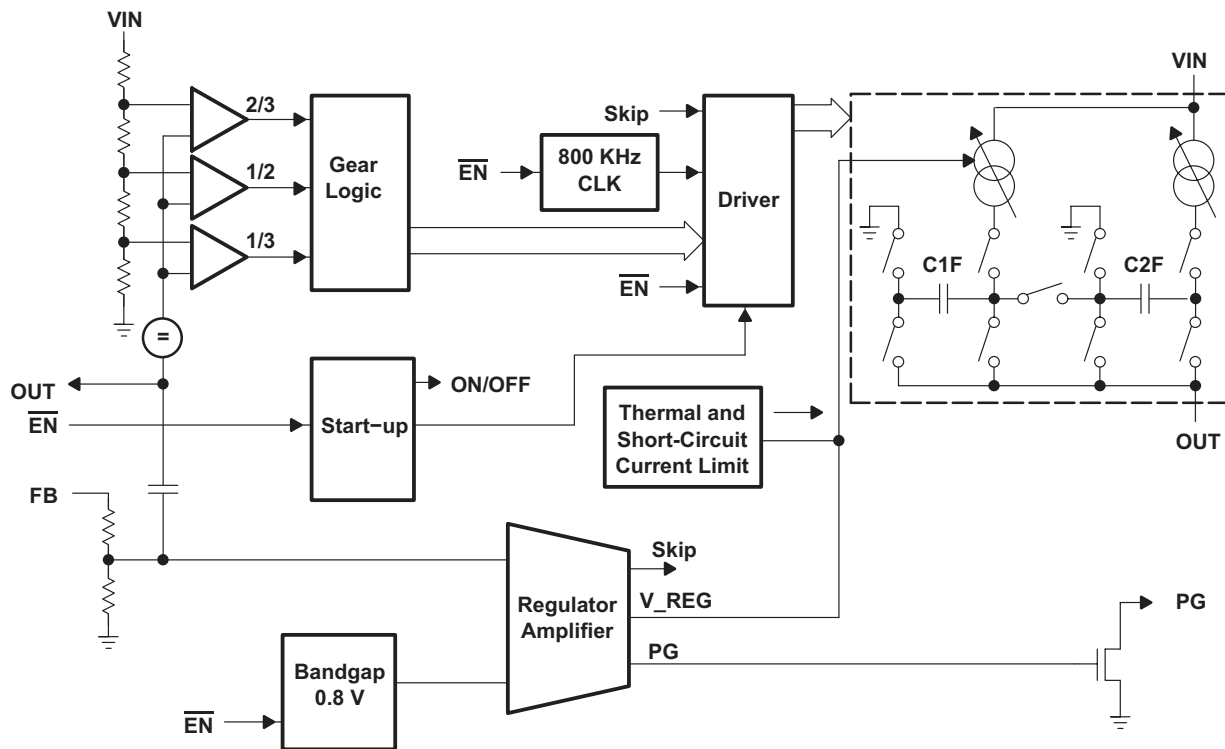 VIN
2/3
1/2
1/3
Gear
Logic
Skip
EN
800 KHz
CLK
EN
Driver
VIN
C1F
C2F
OUT
=
OUT
EN
Start−up
ON/OFF
Thermal and
Short-Circuit
Current Limit
FB
Regulator
Amplifier
Skip
V_REG
PG
PG
Bandgap
0.8 V
EN